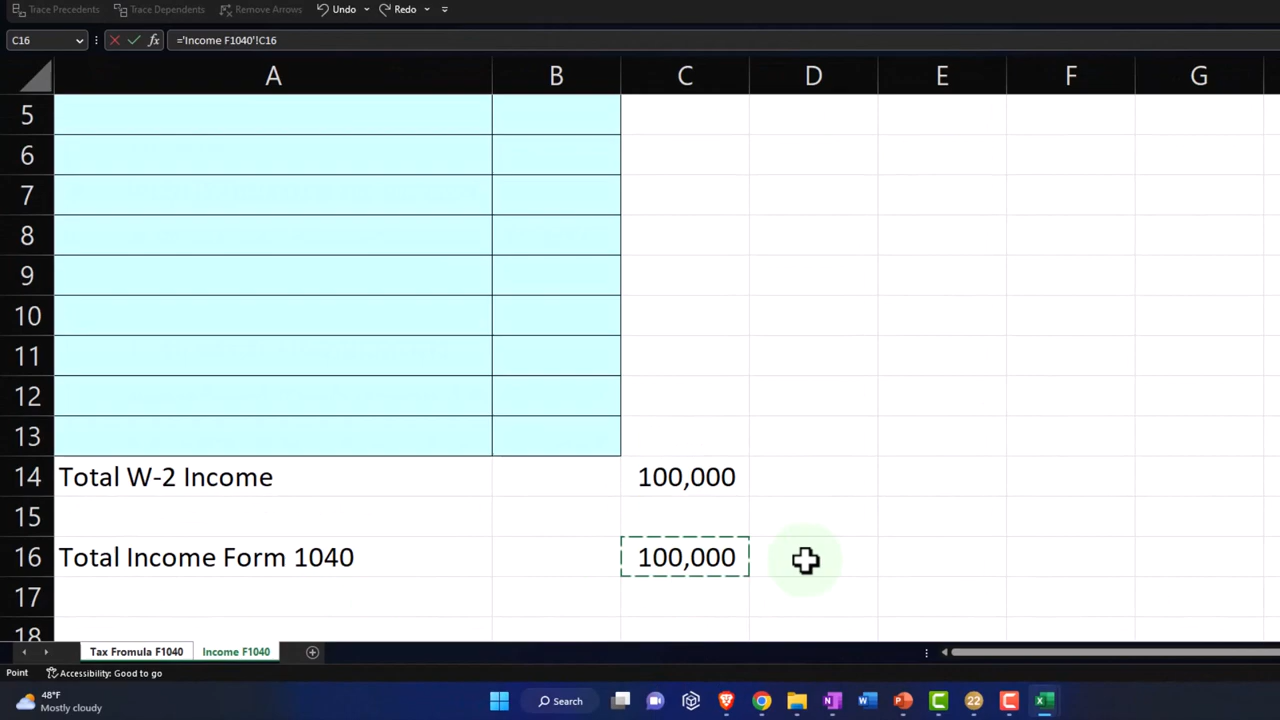 Trace Precedents Trace Dependents Remove Arrows Undo Redo
C16 fx ='Income F1040'!C16
A B C D E F G
5
6
7
8
9
10
11
12
13
14 Total W-2 Income 100,000
15
16 Total Income Form 1040 100,000
17
18
Tax Fromula F1040 Income F1040
Point Accessibility: Good to go
48°F
Mostly cloudy
Search
22